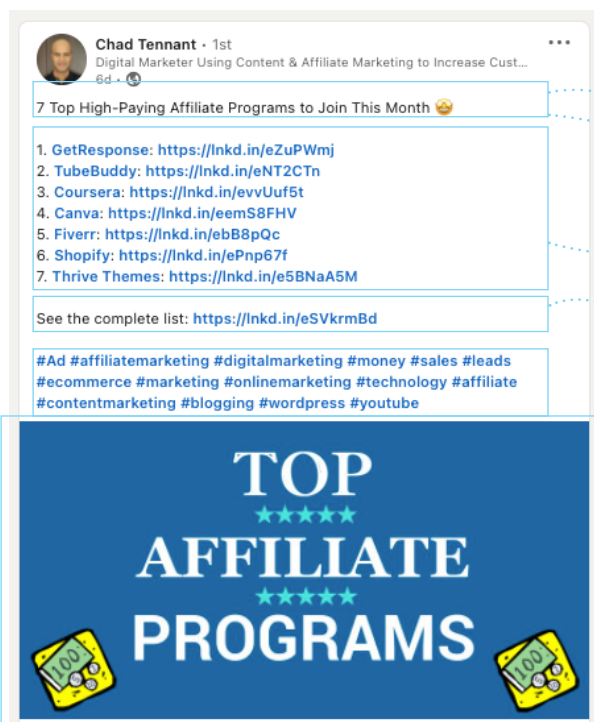 Chad Tennant • 1st
Digital Marketer Using Content & Affiliate Marketing to Increase Cust...
6d •
7 Top High-Paying Affiliate Programs to Join This Month 🤩
1. GetResponse: https://lnkd.in/eZuPWmj
2. TubeBuddy: https://lnkd.in/eNT2CTn
3. Coursera: https://lnkd.in/evvUuf5t
4. Canva: https://lnkd.in/eemS8FHV
5. Fiverr: https://lnkd.in/ebB8pQc
6. Shopify: https://lnkd.in/ePnp67f
7. Thrive Themes: https://lnkd.in/e5BNaA5M
See the complete list: https://lnkd.in/eSVkrmBd
#Ad #affiliatemarketing #digitalmarketing #money #sales #leads
#ecommerce #marketing #onlinemarketing #technology #affiliate
#contentmarketing #blogging #wordpress #youtube
TOP
AFFILIATE
PROGRAMS
100 100